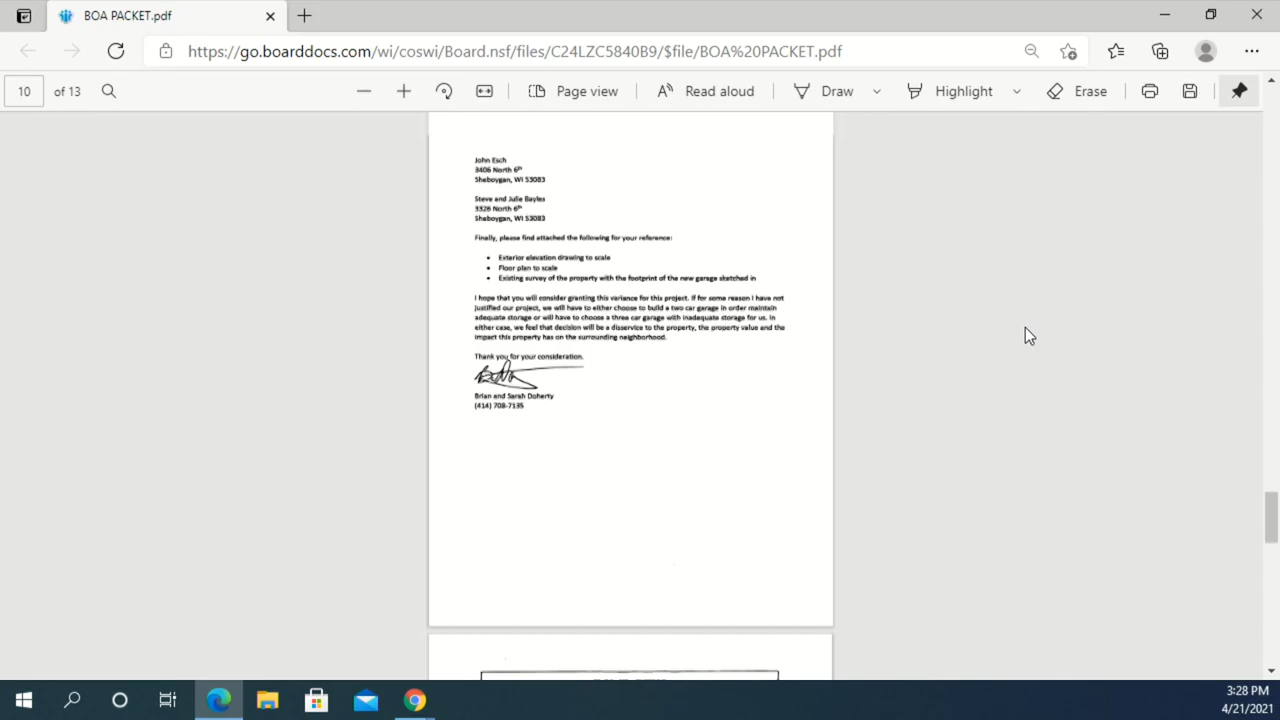 BOA PACKET.pdf
https://go.boarddocs.com/wi/coswi/Board.nsf/files/C24LZC5840B9/$file/BOA%20PACKET.pdf
10 of 13
Page view
Read aloud
Draw
Highlight
Erase
John Esch
3406 North 6th
Sheboygan, WI 53083
Steve and Julie Bayles
3326 North 6th
Sheboygan, WI 53083
Finally, please find attached the following for your reference:
• Exterior elevation drawing to scale
• Floor plan to scale
• Existing survey of the property with the footprint of the new garage sketched in
I hope that you will consider granting this variance for this project. If for some reason I have not
justified our project, we will have to either choose to build a two car garage in order maintain
adequate storage or will have to choose a three car garage with inadequate storage for us. In
either case, we feel that decision will be a disservice to the property, the property value and the
impact this property has on the surrounding neighborhood.
Thank you for your consideration.
Brian and Sarah Doherty
(414) 708-7135
3:28 PM
4/21/2021